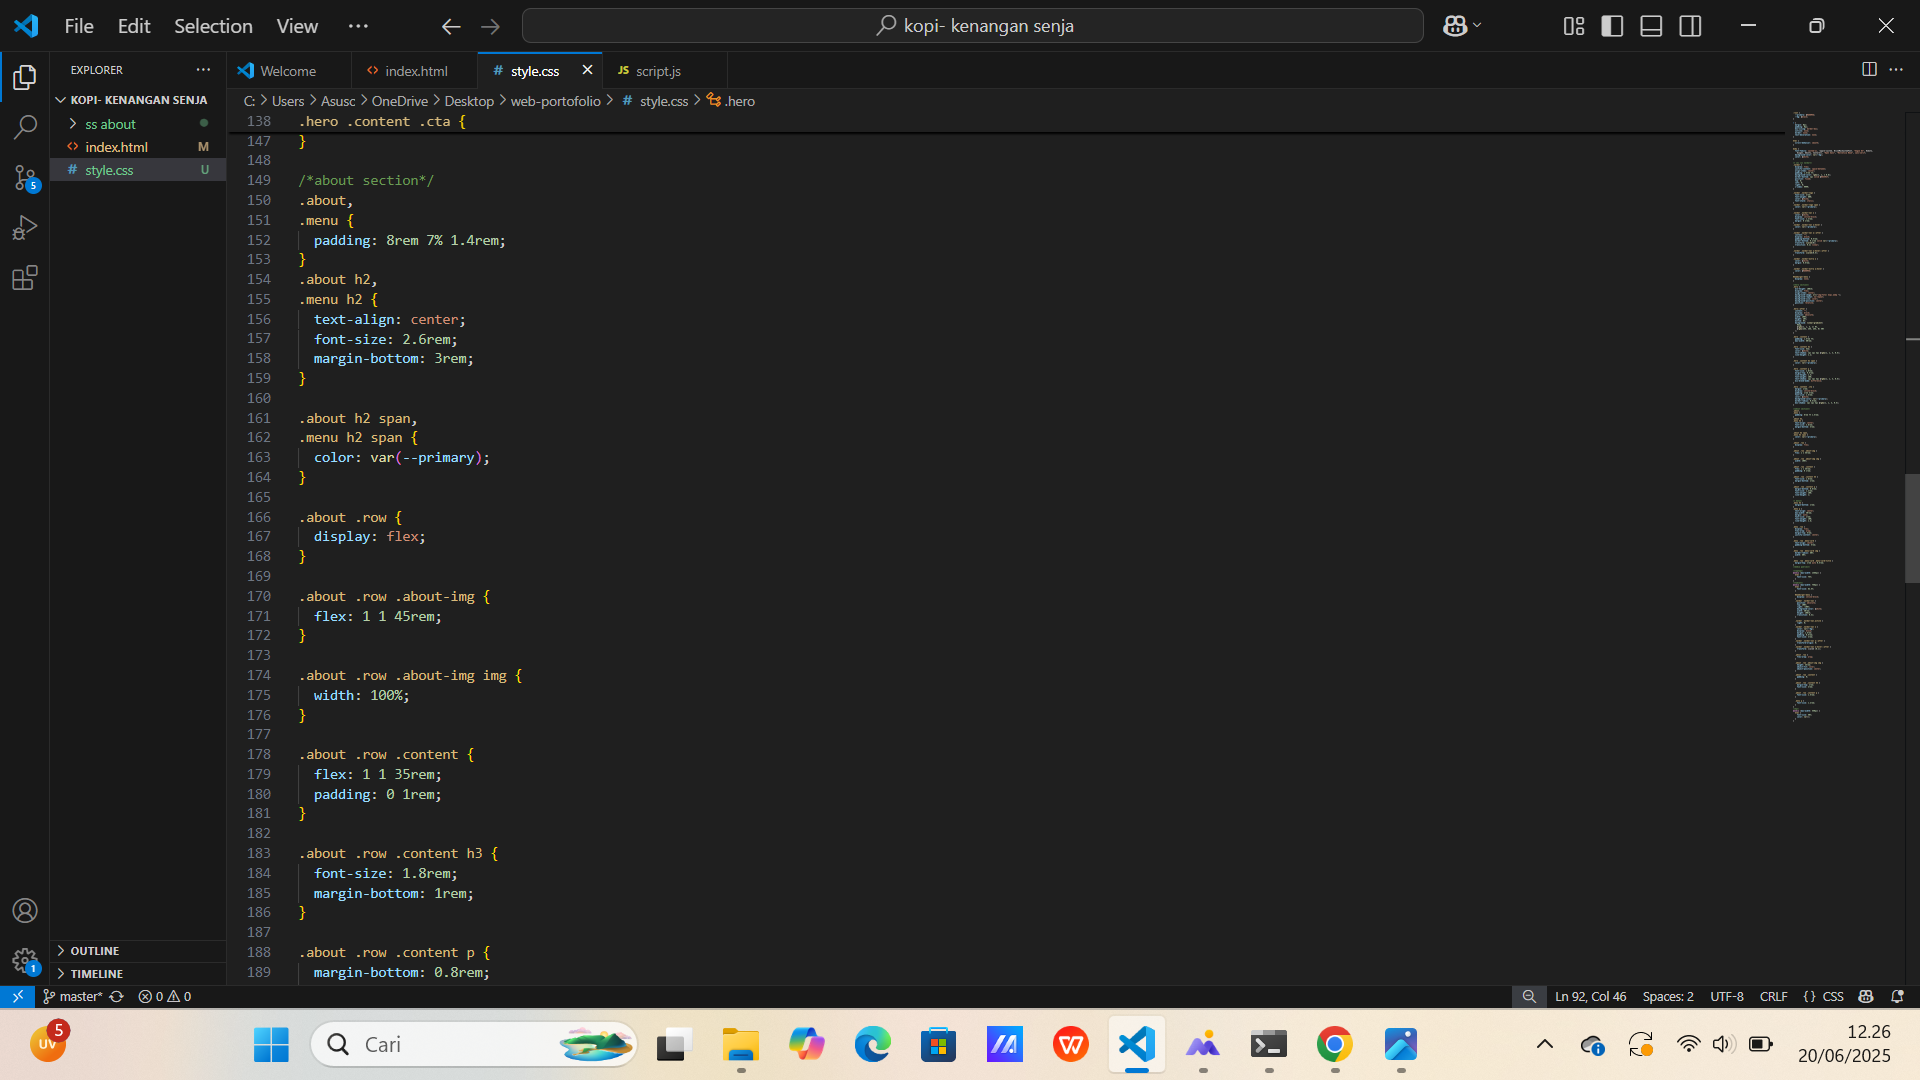 File Edit Selection View ···
kopi- kenangan senja
EXPLORER
KOPI- KENANGAN SENJA
ss about
index.html M
style.css U
OUTLINE
TIMELINE
5
1
Welcome
index.html
style.css
JS script.js
C: > Users > Asusc > OneDrive > Desktop > web-portofolio > # style.css > .hero
138 .hero .content .cta {
147 }
148
149 /*about section*/
150 .about,
151 .menu {
152 padding: 8rem 7% 1.4rem;
153 }
154 .about h2,
155 .menu h2 {
156 text-align: center;
157 font-size: 2.6rem;
158 margin-bottom: 3rem;
159 }
160
161 .about h2 span,
162 .menu h2 span {
163 color: var(--primary);
164 }
165
166 .about .row {
167 display: flex;
168 }
169
170 .about .row .about-img {
171 flex: 1 1 45rem;
172 }
173
174 .about .row .about-img img {
175 width: 100%;
176 }
177
178 .about .row .content {
179 flex: 1 1 35rem;
180 padding: 0 1rem;
181 }
182
183 .about .row .content h3 {
184 font-size: 1.8rem;
185 margin-bottom: 1rem;
186 }
187
188 .about .row .content p {
189 margin-bottom: 0.8rem;
master* 0 0
Ln 92, Col 46 Spaces: 2 UTF-8 CRLF {} CSS
UV 5
Cari
12.26
20/06/2025